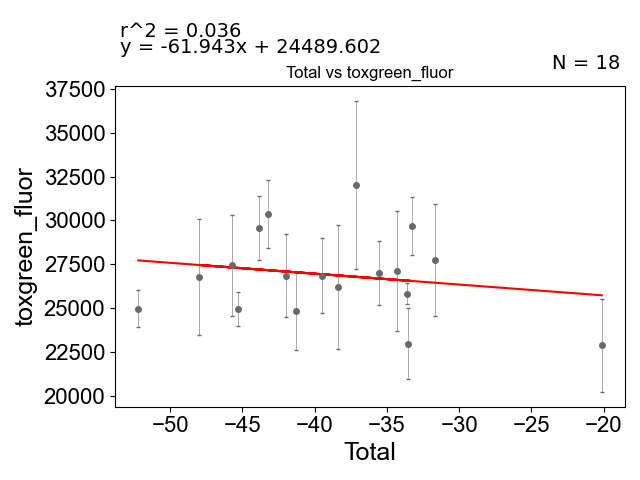 r^2 = 0.036
y = -61.943x + 24489.602
N = 18
Total vs toxgreen_fluor
37500
35000
32500
30000
27500
25000
22500
20000
toxgreen_fluor
−50 −45 −40 −35 −30 −25 −20
Total